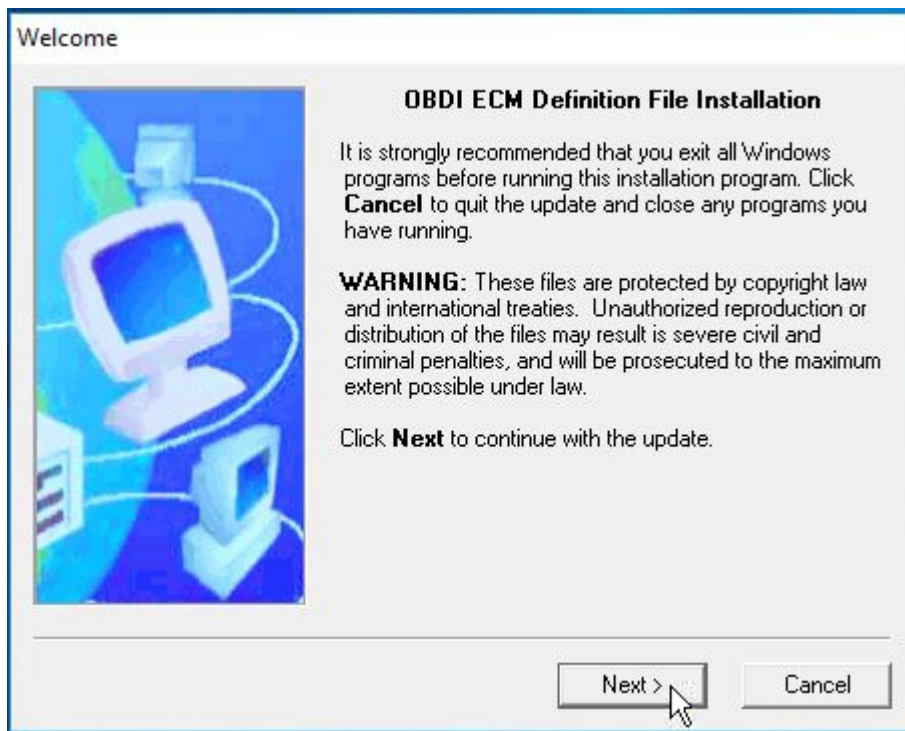 Welcome
OBDI ECM Definition File Installation
It is strongly recommended that you exit all Windows
programs before running this installation program. Click
Cancel to quit the update and close any programs you
have running.
WARNING: These files are protected by copyright law
and international treaties. Unauthorized reproduction or
distribution of the files may result is severe civil and
criminal penalties, and will be prosecuted to the maximum
extent possible under law.
Click Next to continue with the update.
Next >
Cancel